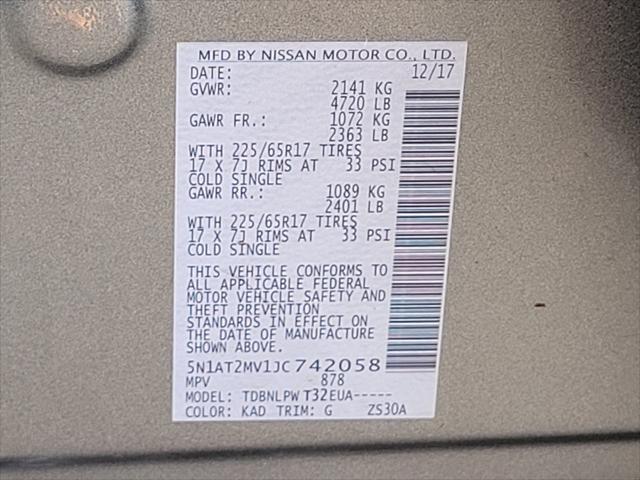 MFD BY NISSAN MOTOR CO., LTD.
DATE: 12/17
GVWR: 2141 KG
4720 LB
GAWR FR.: 1072 KG
2363 LB
WITH 225/65R17 TIRES
17 X 7J RIMS AT 33 PSI
COLD SINGLE
GAWR RR.: 1089 KG
2401 LB
WITH 225/65R17 TIRES
17 X 7J RIMS AT 33 PSI
COLD SINGLE
THIS VEHICLE CONFORMS TO
ALL APPLICABLE FEDERAL
MOTOR VEHICLE SAFETY AND
THEFT PREVENTION
STANDARDS IN EFFECT ON
THE DATE OF MANUFACTURE
SHOWN ABOVE.
5N1AT2MV1JC742058
MPV 878
MODEL: TDBNLPW T32EUA-----
COLOR: KAD TRIM: G ZS30A